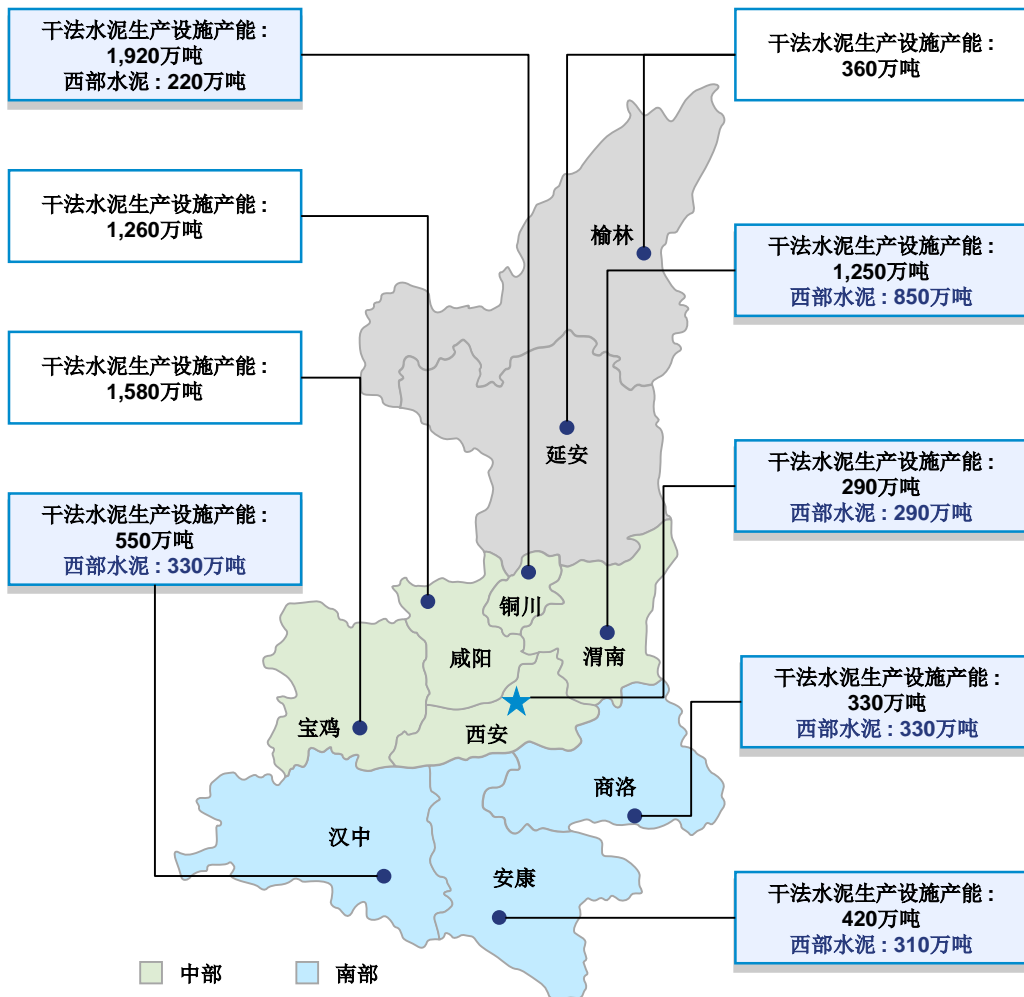 干法水泥生产设施产能 :
1,920万吨
西部水泥 : 220万吨
干法水泥生产设施产能 :
360万吨
干法水泥生产设施产能 :
1,260万吨
榆林
干法水泥生产设施产能 :
1,250万吨
西部水泥 : 850万吨
干法水泥生产设施产能 :
1,580万吨
延安
干法水泥生产设施产能 :
290万吨
西部水泥 : 290万吨
干法水泥生产设施产能 :
550万吨
西部水泥 : 330万吨
铜川
咸阳
渭南
宝鸡
西安
干法水泥生产设施产能 :
330万吨
西部水泥 : 330万吨
商洛
汉中
安康
干法水泥生产设施产能 :
420万吨
西部水泥 : 310万吨
中部
南部